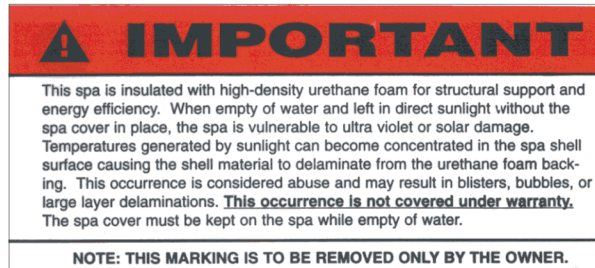 IMPORTANT
This spa is insulated with high-density urethane foam for structural support and
energy efficiency. When empty of water and left in direct sunlight without the
spa cover in place, the spa is vulnerable to ultra violet or solar damage.
Temperatures generated by sunlight can become concentrated in the spa shell
surface causing the shell material to delaminate from the urethane foam back-
ing. This occurrence is considered abuse and may result in blisters, bubbles, or
large layer delaminations. This occurrence is not covered under warranty.
The spa cover must be kept on the spa while empty of water.
NOTE: THIS MARKING IS TO BE REMOVED ONLY BY THE OWNER.